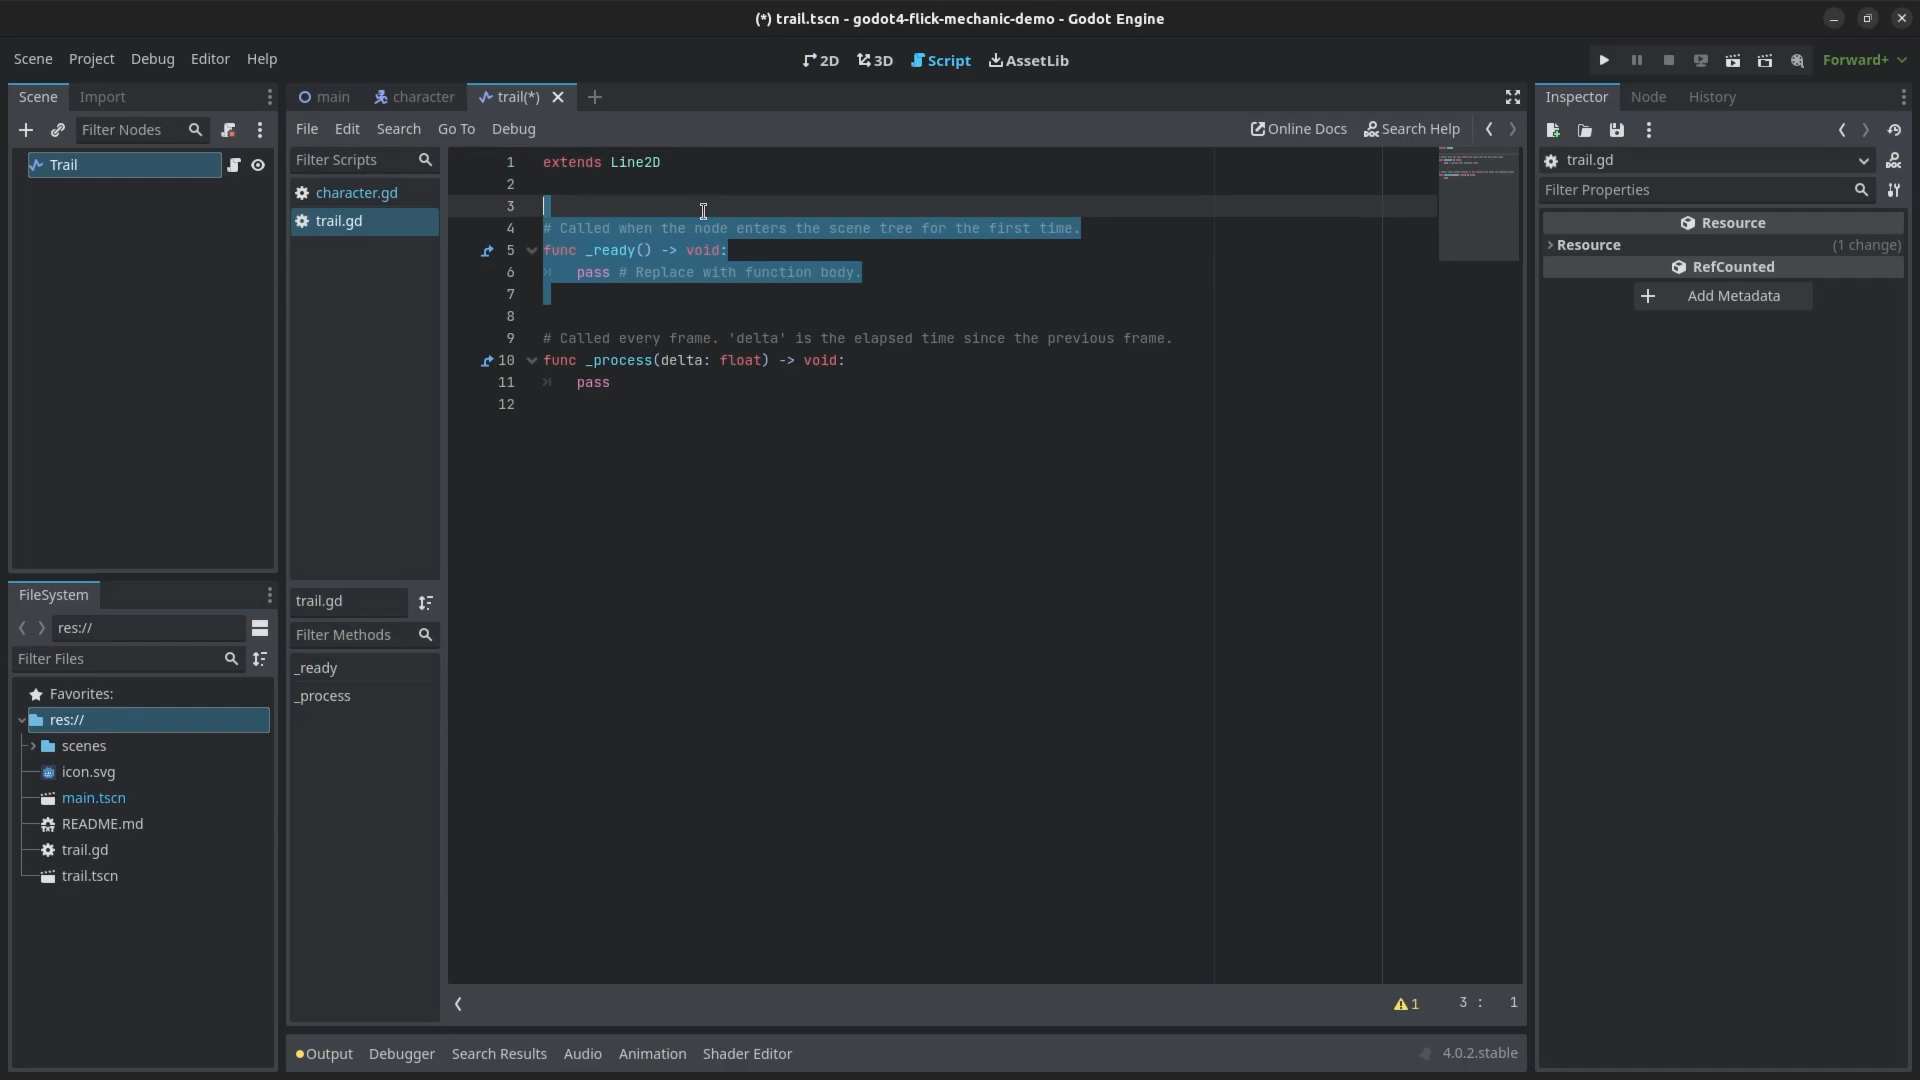 (*) trail.tscn - godot4-flick-mechanic-demo - Godot Engine
Scene Project Debug Editor Help
2D 3D Script AssetLib
Forward+
Scene Import
Filter Nodes
Trail
main character trail(*)
File Edit Search Go To Debug
Online Docs Search Help
Filter Scripts
character.gd
trail.gd
1 extends Line2D
2
3
4 # Called when the node enters the scene tree for the first time.
5 func _ready() -> void:
6 pass # Replace with function body.
7
8
9 # Called every frame. 'delta' is the elapsed time since the previous frame.
10 func _process(delta: float) -> void:
11 pass
12
trail.gd
Filter Methods
_ready
_process
1 3 : 1
Output Debugger Search Results Audio Animation Shader Editor
4.0.2.stable
FileSystem
res://
Filter Files
Favorites:
res://
scenes
icon.svg
main.tscn
README.md
trail.gd
trail.tscn
Inspector Node History
trail.gd
Filter Properties
Resource
Resource (1 change)
RefCounted
Add Metadata